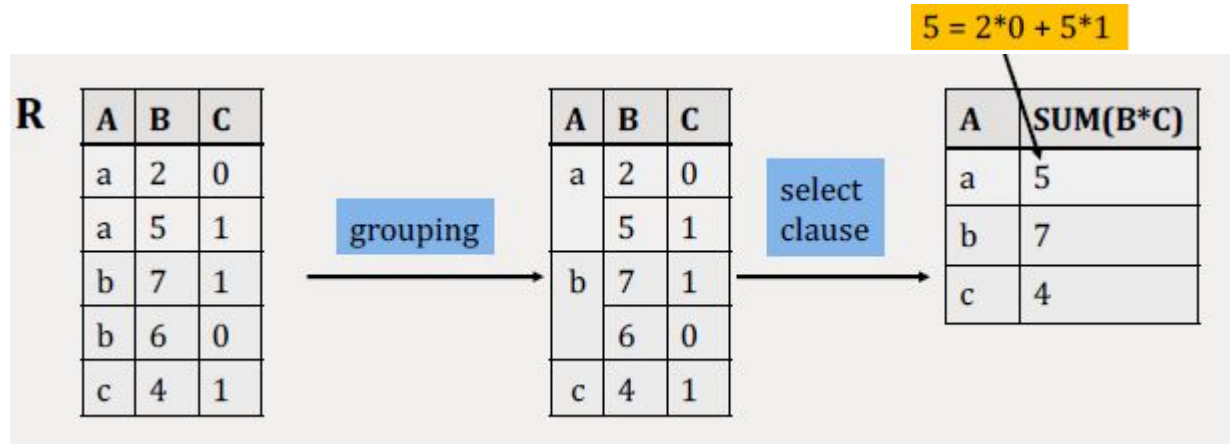 5 = 2*0 + 5*1
R
A B C
a 2 0
a 5 1
b 7 1
b 6 0
c 4 1
grouping
A B C
a 2 0
5 1
b 7 1
6 0
c 4 1
select
clause
A SUM(B*C)
a 5
b 7
c 4